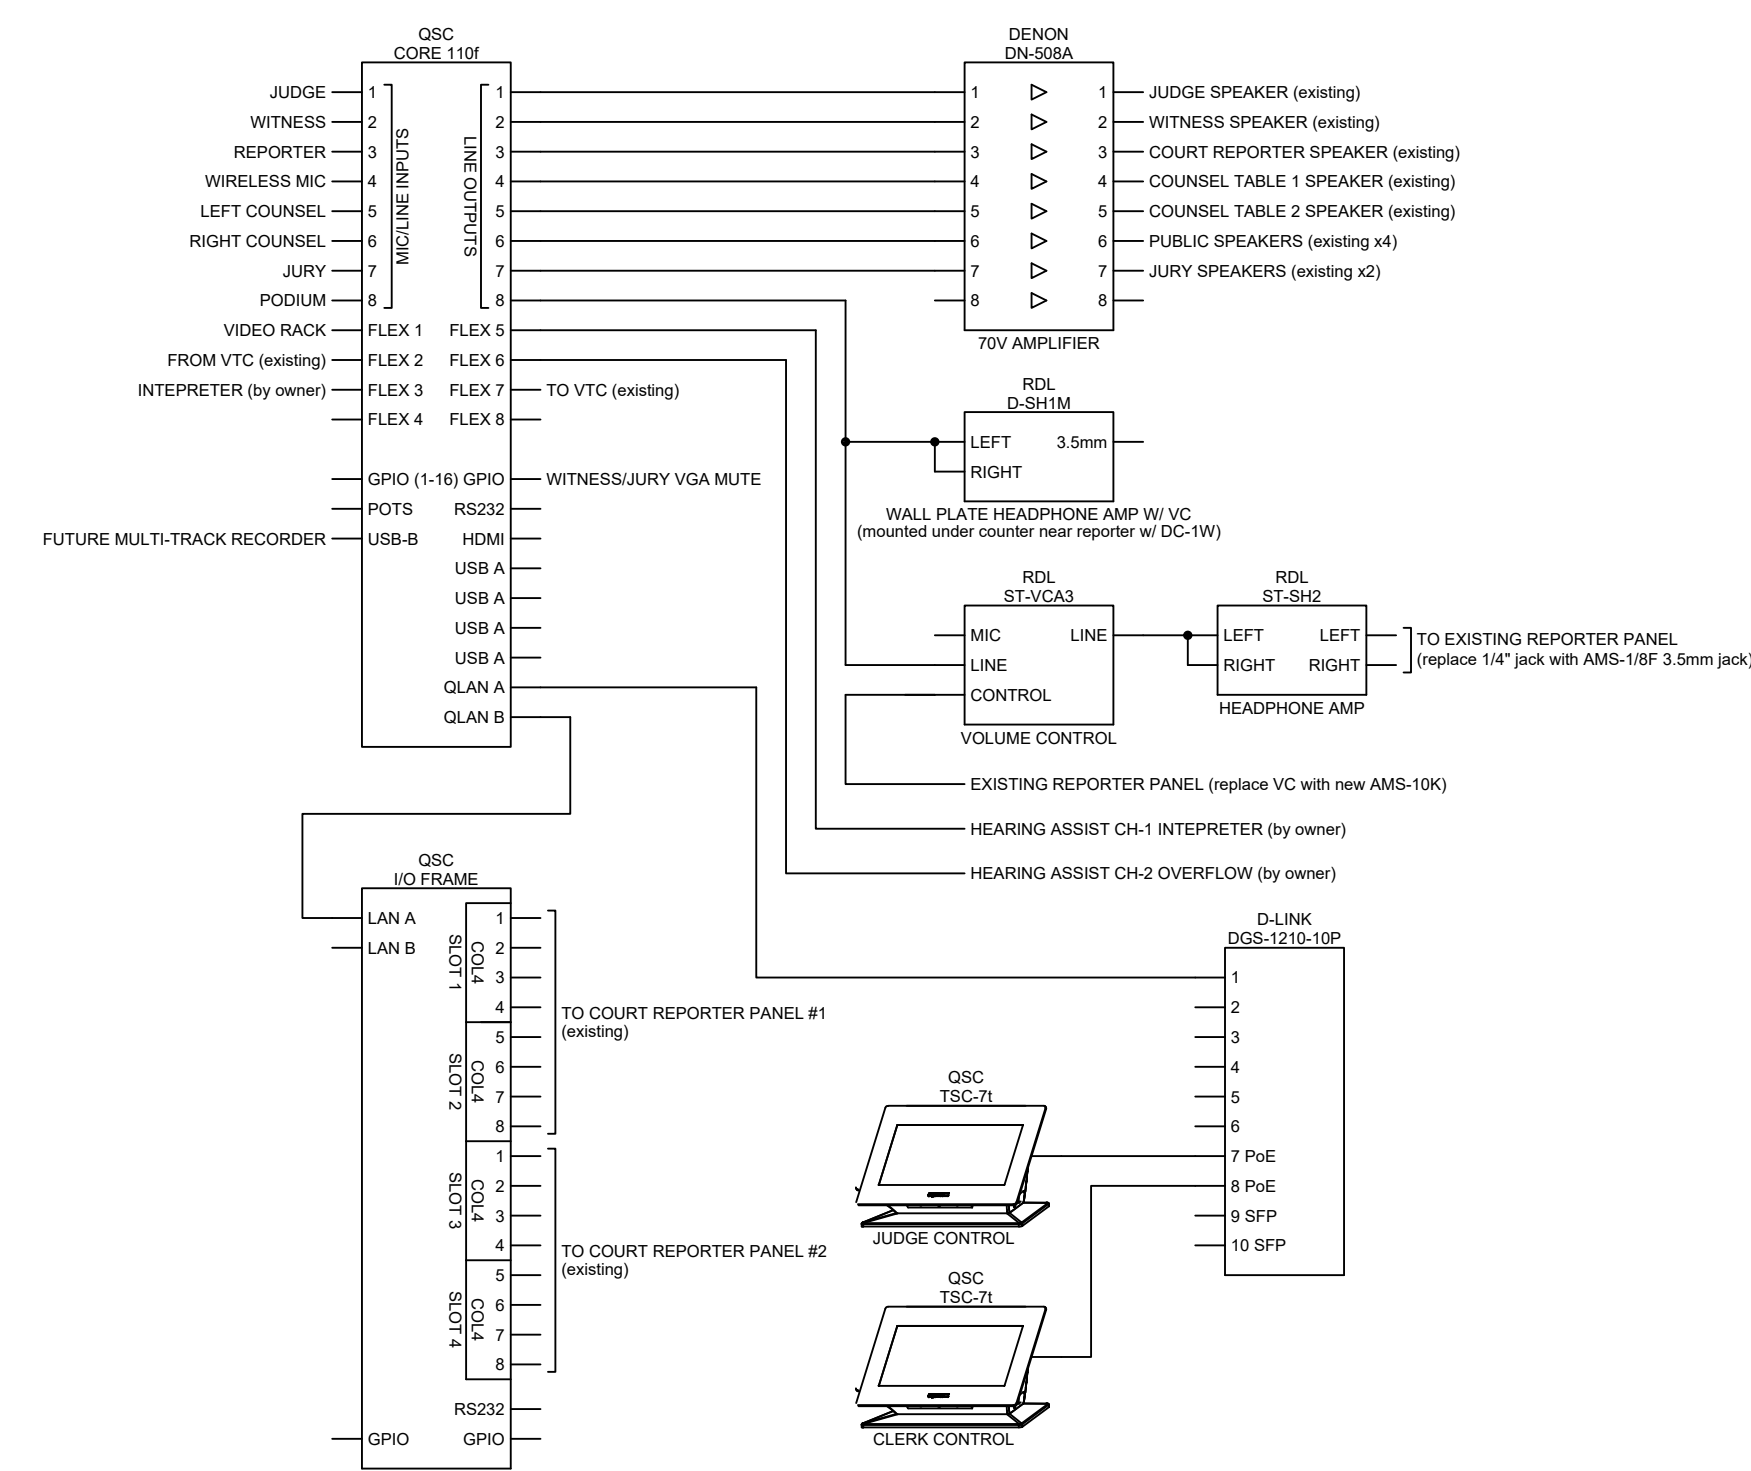 QSC
CORE 110f
JUDGE
WITNESS
REPORTER
WIRELESS MIC
LEFT COUNSEL
RIGHT COUNSEL
JURY
PODIUM
VIDEO RACK
FROM VTC (existing)
INTEPRETER (by owner)
FUTURE MULTI-TRACK RECORDER
1
2
3
4
5
6
7
8
MIC/LINE INPUTS
FLEX 1
FLEX 2
FLEX 3
FLEX 4
GPIO (1-16) GPIO
POTS
USB-B
LINE OUTPUTS
1
2
3
4
5
6
7
8
FLEX 5
FLEX 6
FLEX 7
FLEX 8
RS232
HDMI
USB A
USB A
USB A
USB A
QLAN A
QLAN B
TO VTC (existing)
WITNESS/JURY VGA MUTE
DENON
DN-508A
1
2
3
4
5
6
7
8
1
2
3
4
5
6
7
8
JUDGE SPEAKER (existing)
WITNESS SPEAKER (existing)
COURT REPORTER SPEAKER (existing)
COUNSEL TABLE 1 SPEAKER (existing)
COUNSEL TABLE 2 SPEAKER (existing)
PUBLIC SPEAKERS (existing x4)
JURY SPEAKERS (existing x2)
70V AMPLIFIER
RDL
D-SH1M
LEFT 3.5mm
RIGHT
WALL PLATE HEADPHONE AMP W/ VC
(mounted under counter near reporter w/ DC-1W)
RDL
ST-VCA3
MIC LINE
LINE
CONTROL
VOLUME CONTROL
RDL
ST-SH2
LEFT LEFT
RIGHT RIGHT
HEADPHONE AMP
TO EXISTING REPORTER PANEL
(replace 1/4" jack with AMS-1/8F 3.5mm jack)
EXISTING REPORTER PANEL (replace VC with new AMS-10K)
HEARING ASSIST CH-1 INTEPRETER (by owner)
HEARING ASSIST CH-2 OVERFLOW (by owner)
QSC
I/O FRAME
LAN A
LAN B
SLOT 1
COL4
1
2
3
4
SLOT 2
COL4
5
6
7
8
TO COURT REPORTER PANEL #1
(existing)
SLOT 3
COL4
1
2
3
4
SLOT 4
COL4
5
6
7
8
TO COURT REPORTER PANEL #2
(existing)
RS232
GPIO GPIO
D-LINK
DGS-1210-10P
1
2
3
4
5
6
7 PoE
8 PoE
9 SFP
10 SFP
QSC
TSC-7t
JUDGE CONTROL
QSC
TSC-7t
CLERK CONTROL